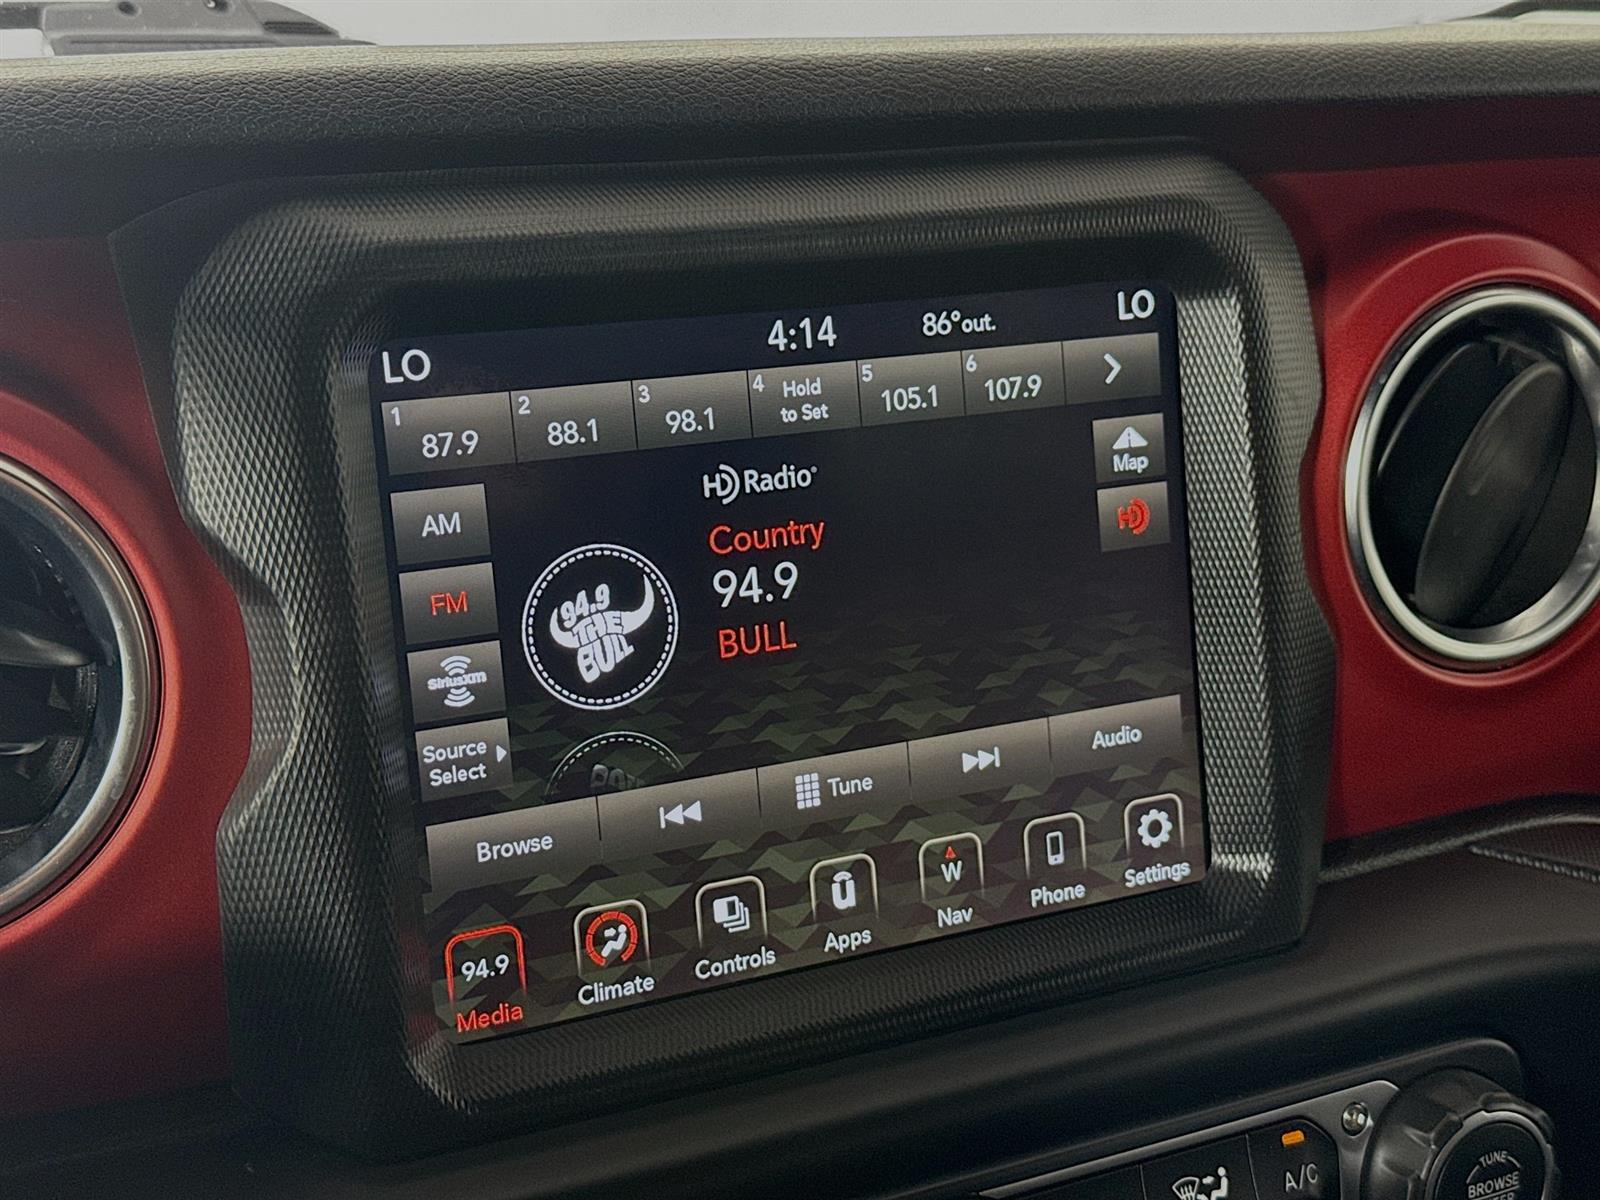 LO
4:14
86°out.
LO
1
87.9
2
88.1
3
98.1
4
Hold
to Set
5
105.1
6
107.9
Map
HD Radio
HD
AM
FM
SiriusXM
Source
Select
94.9
THE
BULL
Country
94.9
BULL
Browse
Tune
Audio
94.9
Media
Climate
Controls
Apps
W
Nav
Phone
Settings
A/C
TUNE
BROWSE